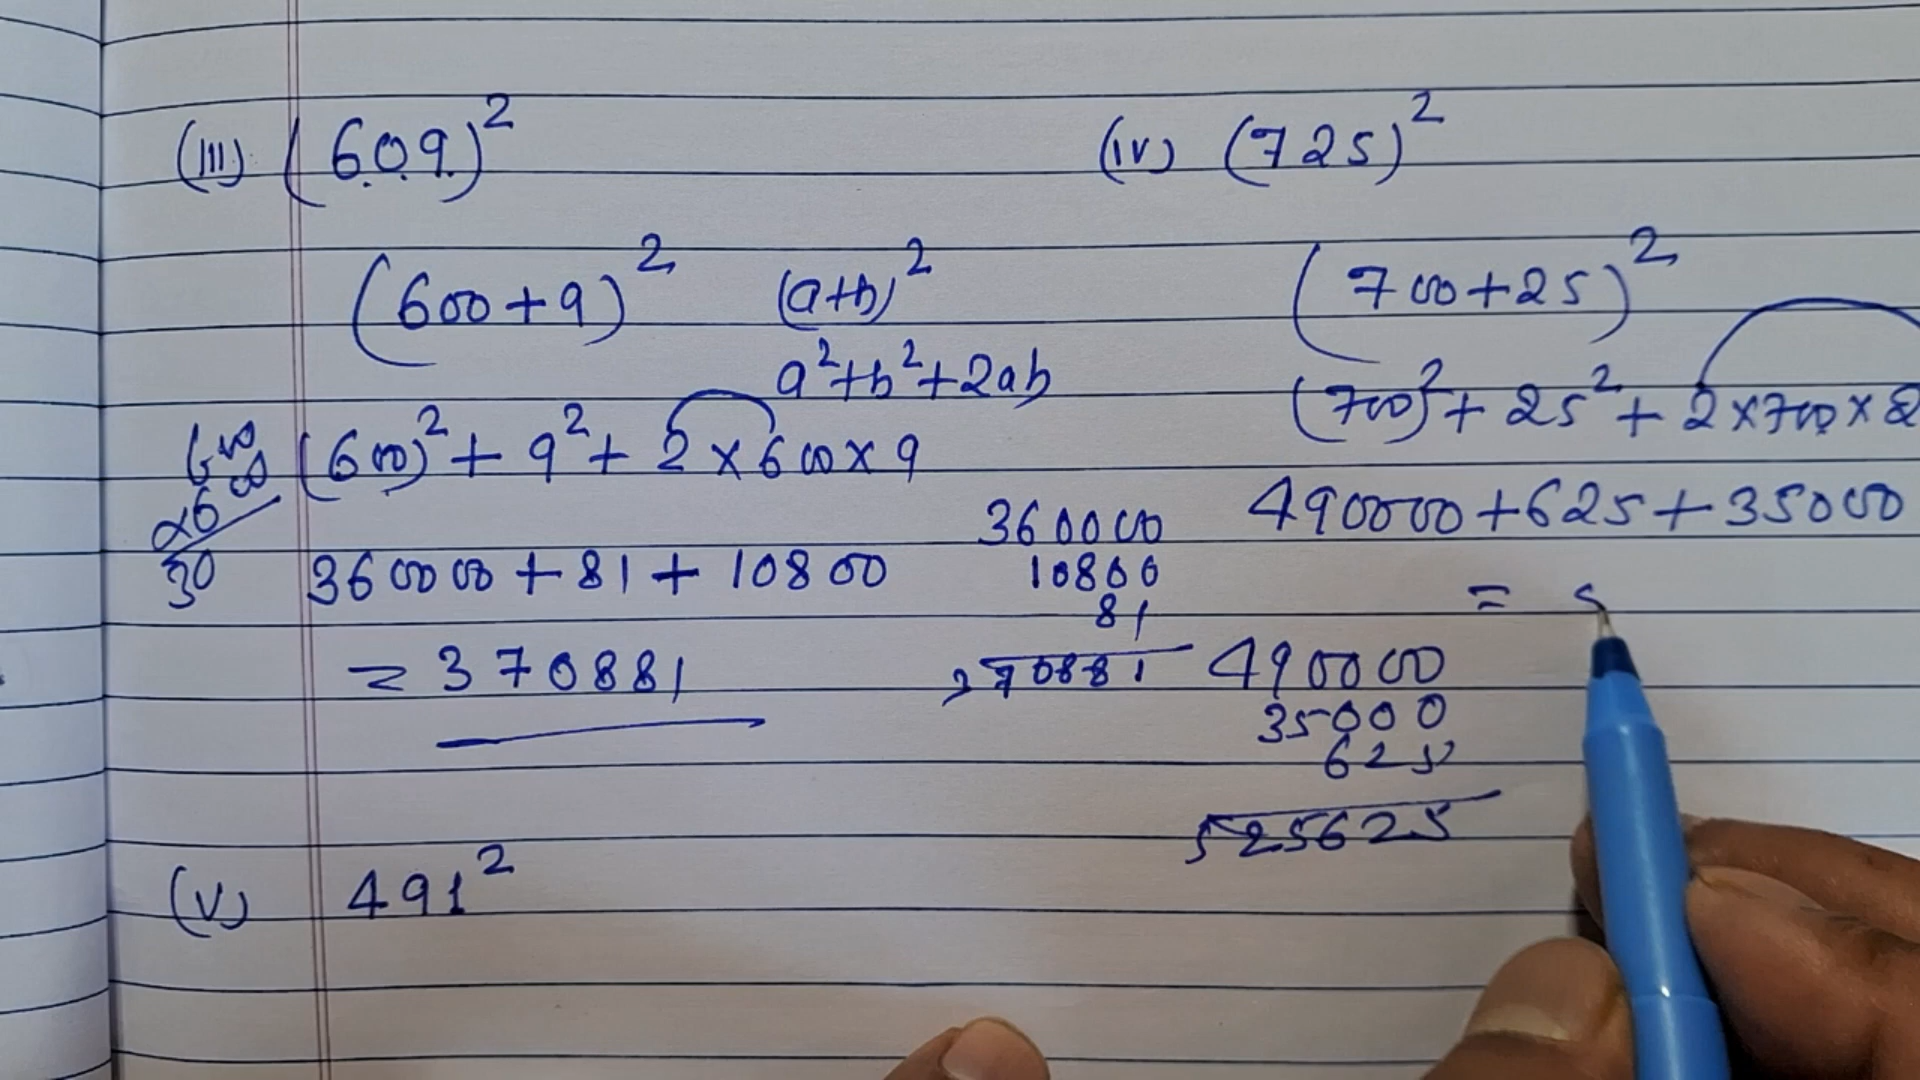 (III) (609)²
(600+9)² (a+b)²
a²+b²+2ab
(600)² + 9² + 2 × 600 × 9
360000 + 81 + 10800
= 370881
360000
10800
81
370881
(IV) (725)²
(700+25)²
(700)² + 25² + 2×700×2
490000+625+35000
=
490000
35000
625
525625
(V) 491²